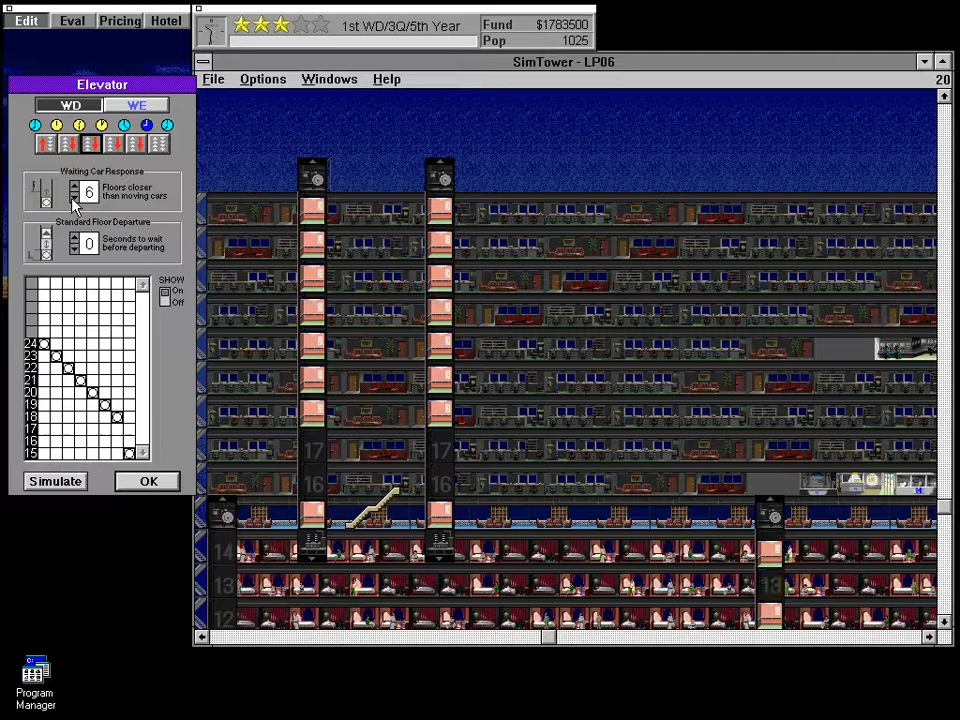 Edit Eval Pricing Hotel
1st WD/3Q/5th Year
Fund $1783500
Pop 1025
SimTower - LP06
File Options Windows Help
20
Elevator
WD WE
Waiting Car Response
6
Floors closer
than moving cars
Standard Floor Departure
0
Seconds to wait
before departing
SHOW
On
Off
24
23
22
21
20
19
18
17
16
15
Simulate OK
17 17
16 16
14
13 13
12
Program
Manager